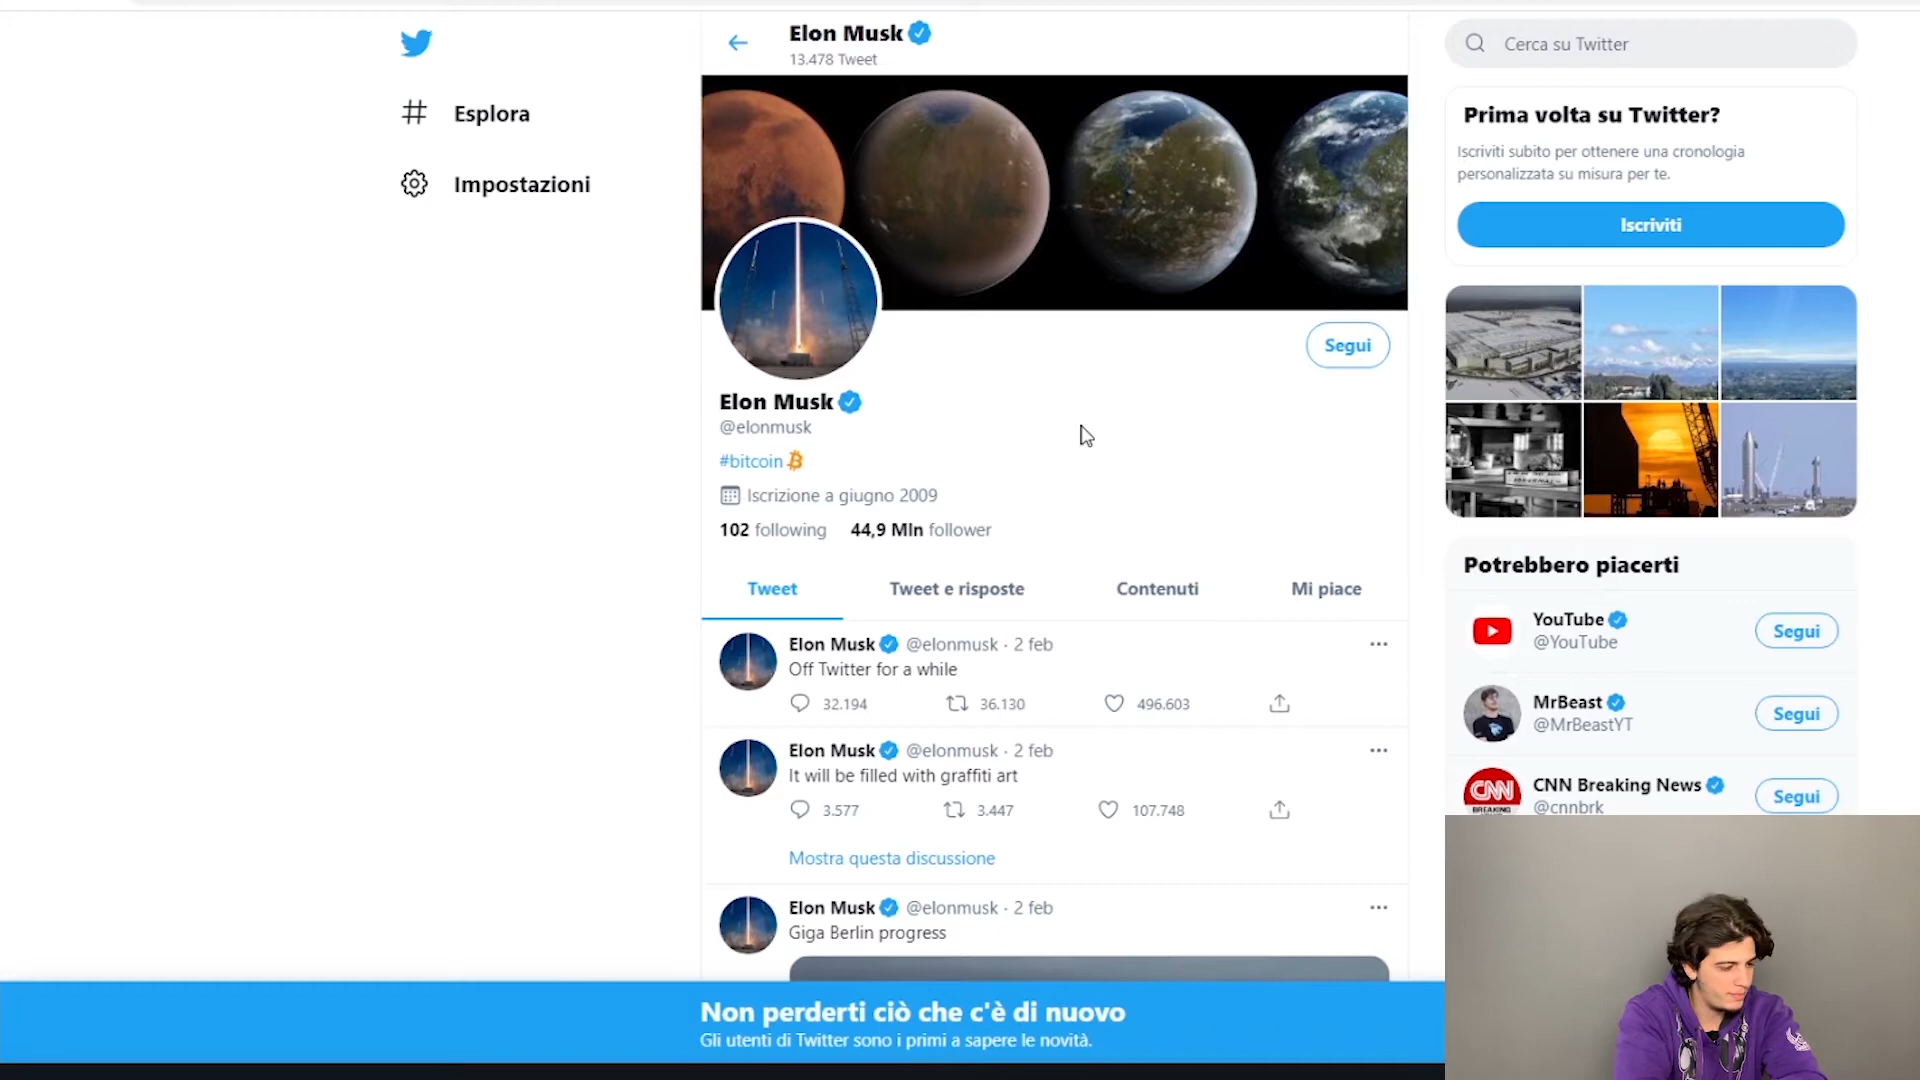 Elon Musk
13.478 Tweet
Esplora
Impostazioni
Segui
Elon Musk
@elonmusk
#bitcoin
Iscrizione a giugno 2009
102 following 44,9 Mln follower
Tweet Tweet e risposte Contenuti Mi piace
Elon Musk @elonmusk · 2 feb
Off Twitter for a while
32.194 36.130 496.603
Elon Musk @elonmusk · 2 feb
It will be filled with graffiti art
3.577 3.447 107.748
Mostra questa discussione
Elon Musk @elonmusk · 2 feb
Giga Berlin progress
Cerca su Twitter
Prima volta su Twitter?
Iscriviti subito per ottenere una cronologia
personalizzata su misura per te.
Iscriviti
Potrebbero piacerti
YouTube
@YouTube
Segui
MrBeast
@MrBeastYT
Segui
CNN
BREAKING
CNN Breaking News
@cnnbrk
Segui
Non perderti ciò che c'è di nuovo
Gli utenti di Twitter sono i primi a sapere le novità.